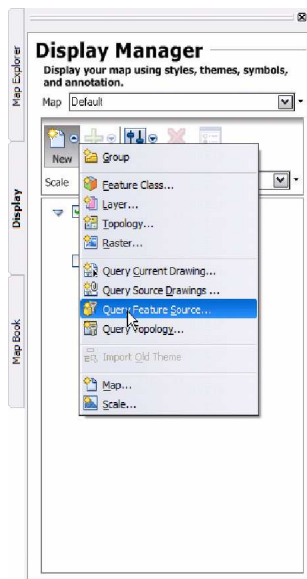 Display Manager
Display your map using styles, themes, symbols,
and annotation.
Map Default
New
Scale
Group
Feature Class...
Layer...
Topology...
Raster...
Query Current Drawing...
Query Source Drawings ...
Query Feature Source...
Query Topology...
Import Old Theme
Map...
Scale...
Map Explorer
Display
Map Book